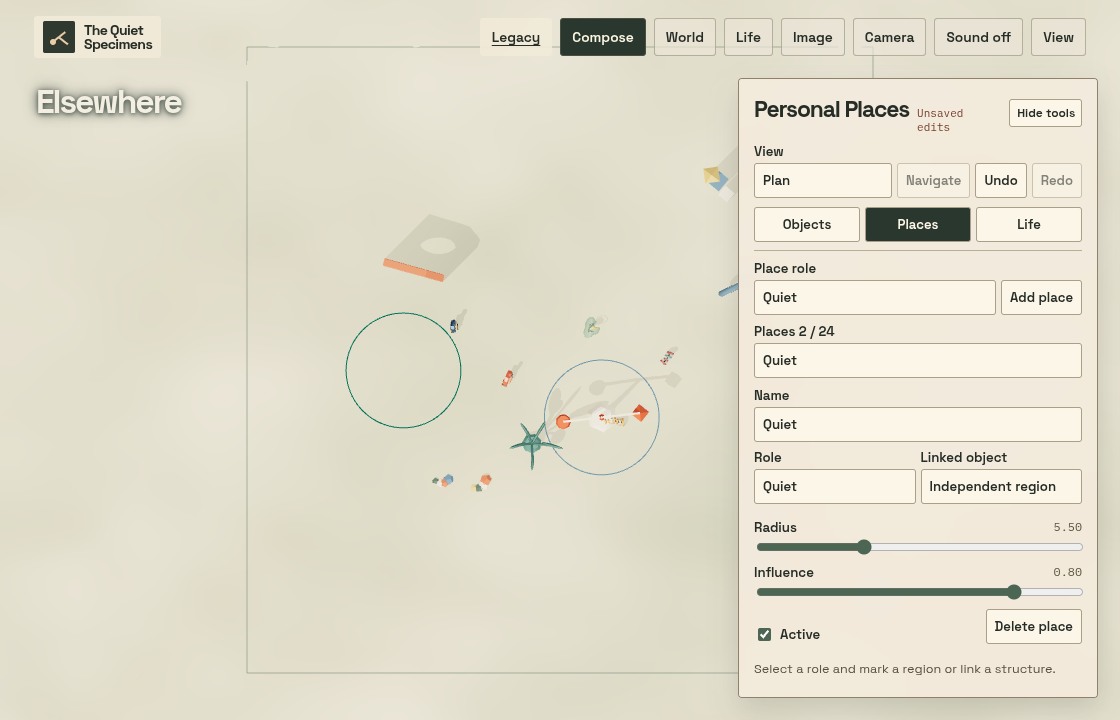 The Quiet
Specimens
Legacy
Compose
World
Life
Image
Camera
Sound off
View
Elsewhere
Personal Places
Unsaved
edits
Hide tools
View
Plan
Navigate
Undo
Redo
Objects
Places
Life
Place role
Quiet
Add place
Places 2 / 24
Quiet
Name
Quiet
Role
Linked object
Quiet
Independent region
Radius
5.50
Influence
0.80
Active
Delete place
Select a role and mark a region or link a structure.